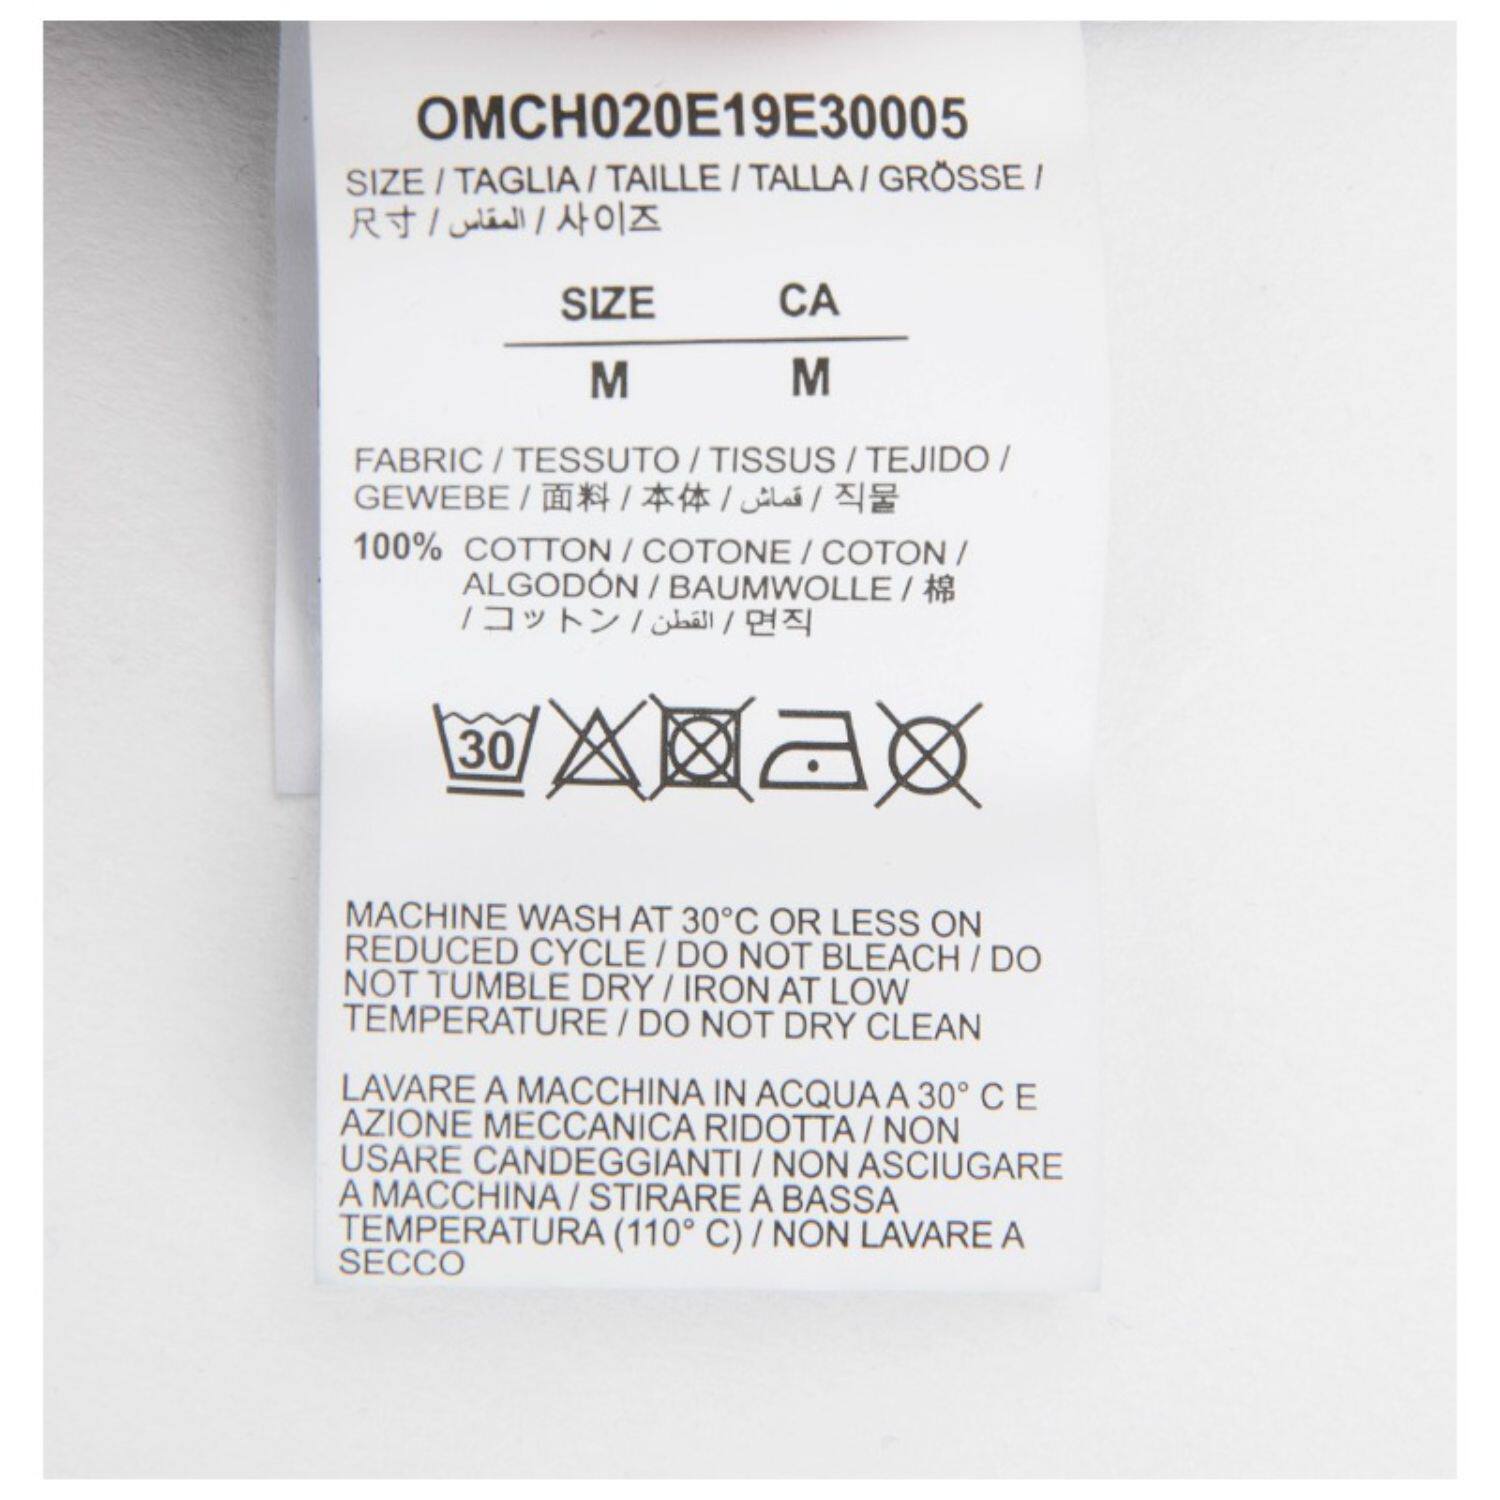 OMCH020E19E30005
SIZE / TAGLIA / TAILLE / TALLA / GRÖSSE /
尺寸 / المقاس / 사이즈
SIZE CA
M M
FABRIC / TESSUTO / TISSUS / TEJIDO /
GEWEBE / 面料 / 本体 / قماش / 직물
100% COTTON / COTONE / COTON /
ALGODÓN / BAUMWOLLE / 棉
/ コットン / القطن / 면직
30
MACHINE WASH AT 30°C OR LESS ON
REDUCED CYCLE / DO NOT BLEACH / DO
NOT TUMBLE DRY / IRON AT LOW
TEMPERATURE / DO NOT DRY CLEAN
LAVARE A MACCHINA IN ACQUA A 30° C E
AZIONE MECCANICA RIDOTTA / NON
USARE CANDEGGIANTI / NON ASCIUGARE
A MACCHINA / STIRARE A BASSA
TEMPERATURA (110° C) / NON LAVARE A
SECCO